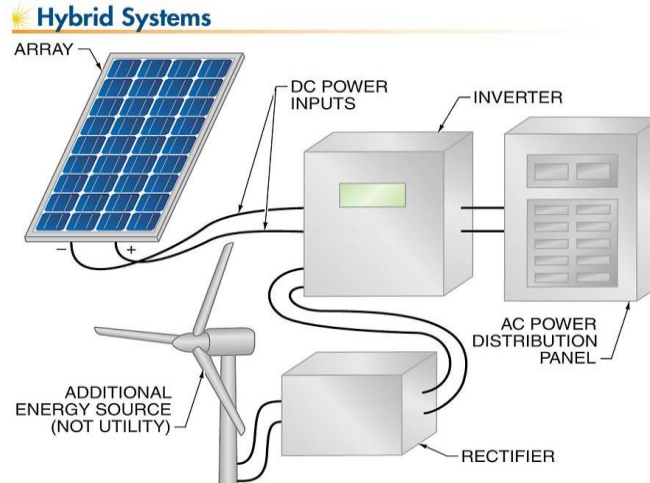 Hybrid Systems
ARRAY
DC POWER
INPUTS
INVERTER
− +
AC POWER
DISTRIBUTION
PANEL
ADDITIONAL
ENERGY SOURCE
(NOT UTILITY)
RECTIFIER